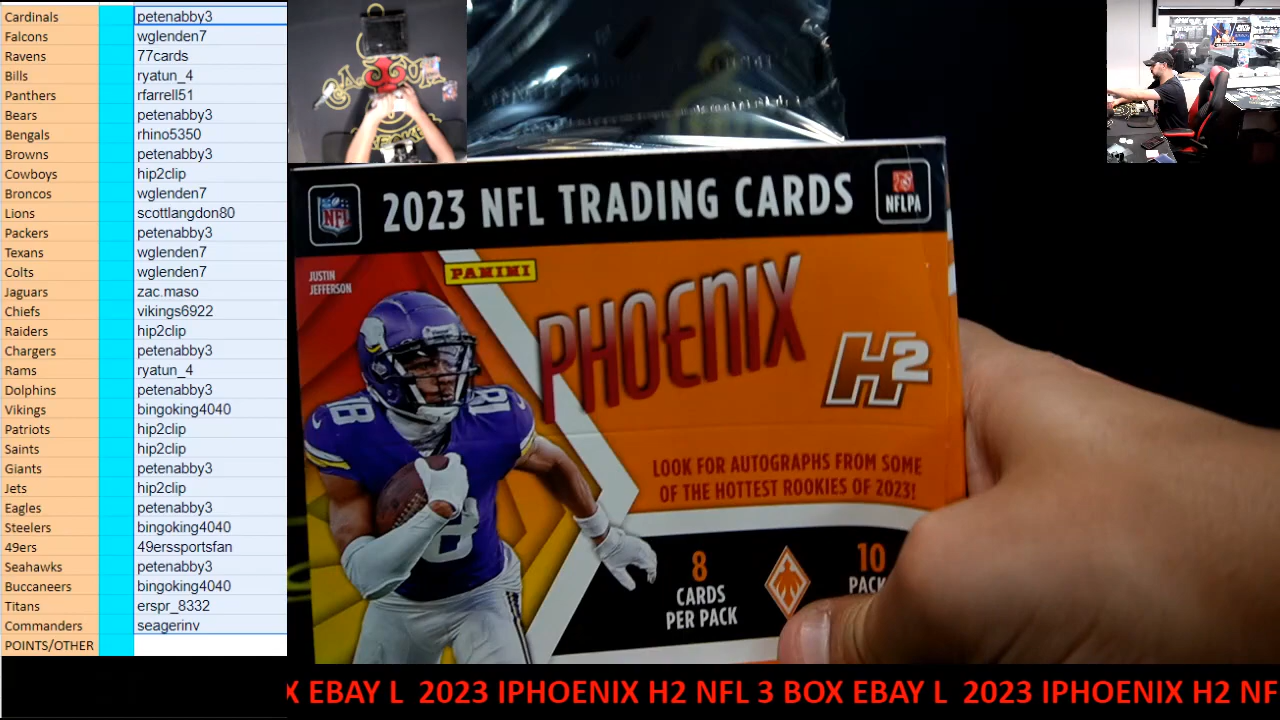 Cardinals petenabby3
Falcons wglenden7
Ravens 77cards
Bills ryatun_4
Panthers rfarrell51
Bears petenabby3
Bengals rhino5350
Browns petenabby3
Cowboys hip2clip
Broncos wglenden7
Lions scottlangdon80
Packers petenabby3
Texans wglenden7
Colts wglenden7
Jaguars zac.maso
Chiefs vikings6922
Raiders hip2clip
Chargers petenabby3
Rams ryatun_4
Dolphins petenabby3
Vikings bingoking4040
Patriots hip2clip
Saints hip2clip
Giants petenabby3
Jets hip2clip
Eagles petenabby3
Steelers bingoking4040
49ers 49erssportsfan
Seahawks petenabby3
Buccaneers bingoking4040
Titans erspr_8332
Commanders seagerinv
POINTS/OTHER
NFL
2023 NFL TRADING CARDS
NFLPA
JUSTIN
JEFFERSON
PANINI
PHOENIX
H2
LOOK FOR AUTOGRAPHS FROM SOME
OF THE HOTTEST ROOKIES OF 2023!
18
18
18
8
CARDS
PER PACK
10
PACK
X EBAY L 2023 IPHOENIX H2 NFL 3 BOX EBAY L 2023 IPHOENIX H2 NF